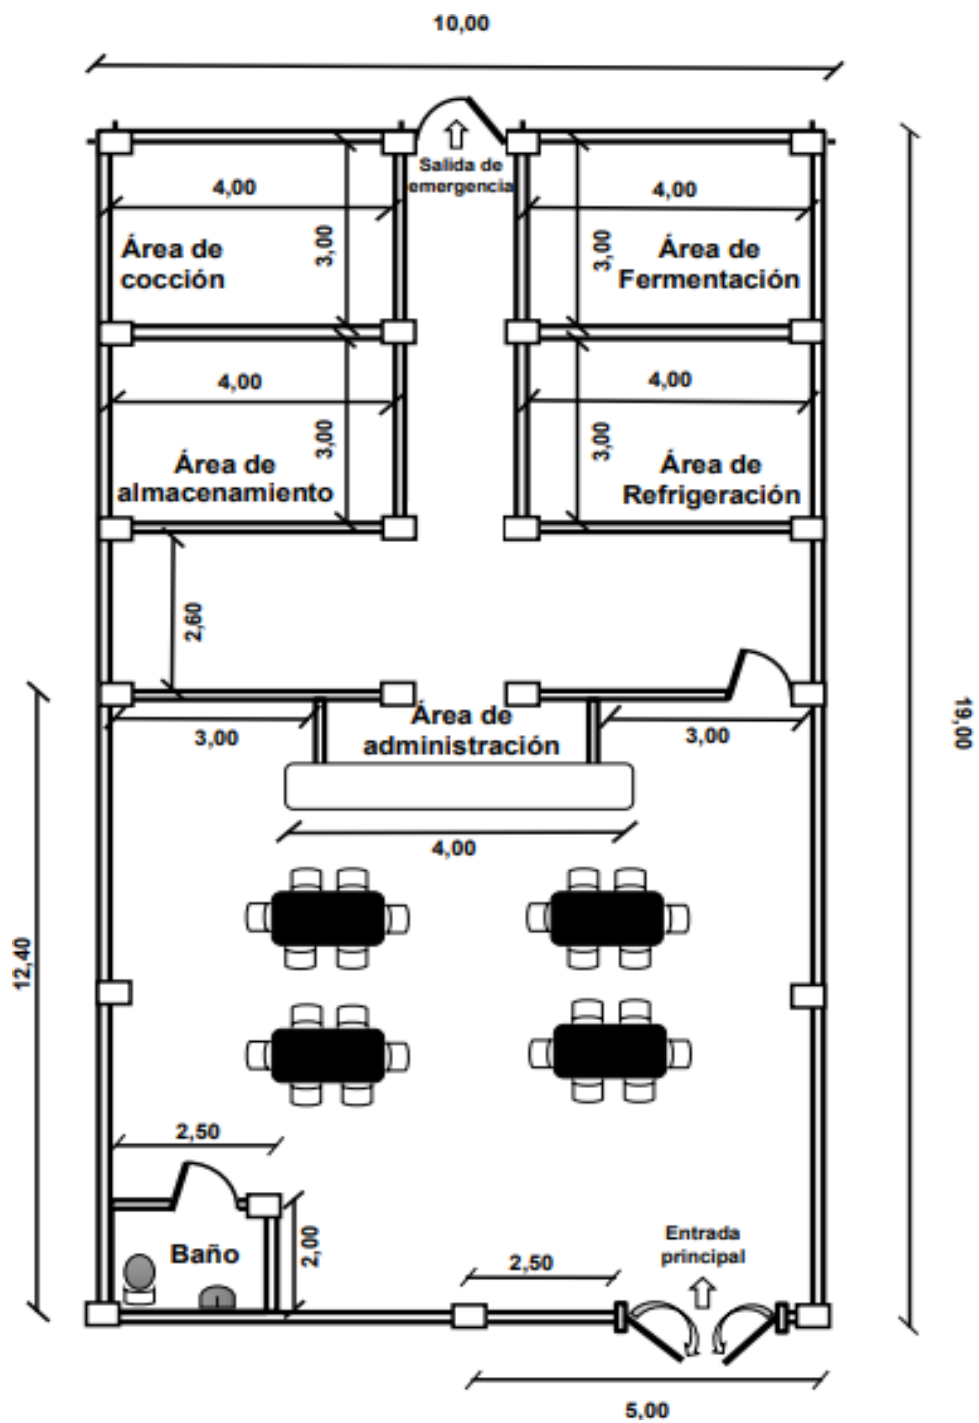 10,00
Salida de
emergencia
4,00
4,00
3,00
3,00
Área de
cocción
Área de
Fermentación
4,00
4,00
3,00
3,00
Área de
almacenamiento
Área de
Refrigeración
2,60
19,00
Área de
administración
3,00
3,00
4,00
12,40
2,50
Baño
2,00
Entrada
principal
2,50
5,00